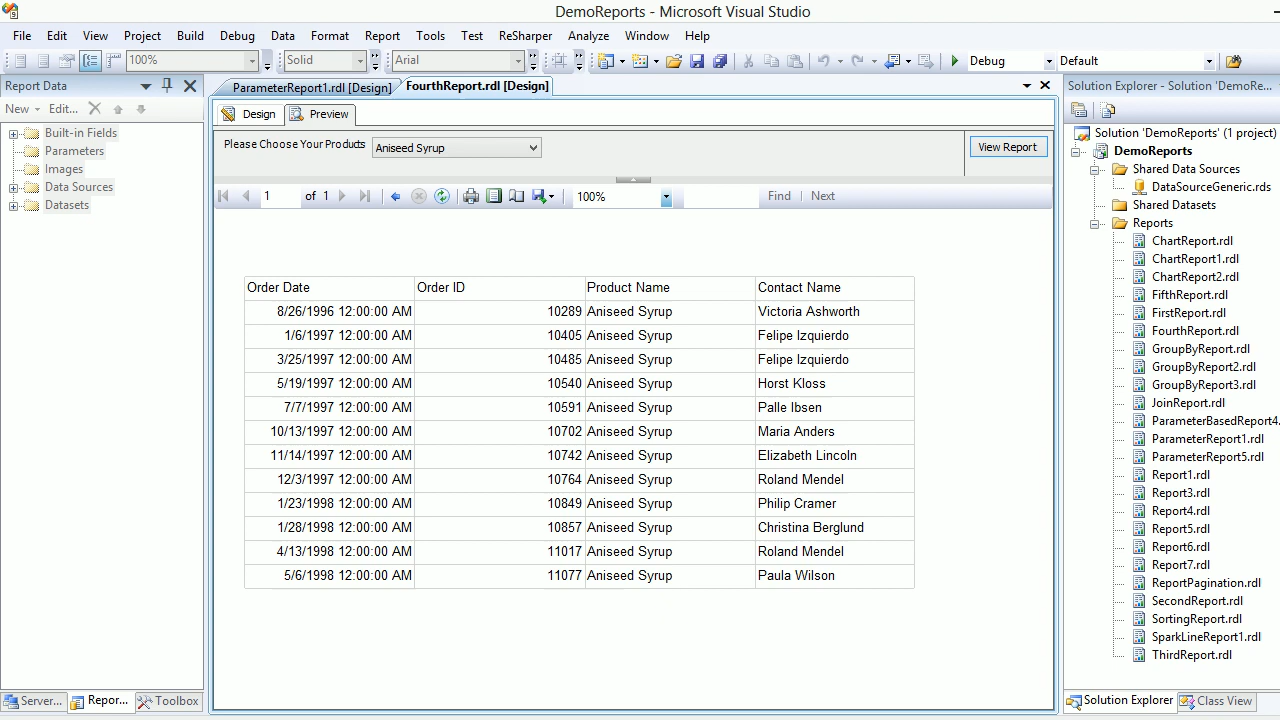 DemoReports - Microsoft Visual Studio
File Edit View Project Build Debug Data Format Report Tools Test ReSharper Analyze Window Help
100% Solid Arial Debug Default
Report Data
New Edit...
Built-in Fields
Parameters
Images
Data Sources
Datasets
Server... Repor... Toolbox
ParameterReport1.rdl [Design] FourthReport.rdl [Design]
Design Preview
Please Choose Your Products Aniseed Syrup View Report
1 of 1 100% Find | Next
Order Date Order ID Product Name Contact Name
8/26/1996 12:00:00 AM 10289 Aniseed Syrup Victoria Ashworth
1/6/1997 12:00:00 AM 10405 Aniseed Syrup Felipe Izquierdo
3/25/1997 12:00:00 AM 10485 Aniseed Syrup Felipe Izquierdo
5/19/1997 12:00:00 AM 10540 Aniseed Syrup Horst Kloss
7/7/1997 12:00:00 AM 10591 Aniseed Syrup Palle Ibsen
10/13/1997 12:00:00 AM 10702 Aniseed Syrup Maria Anders
11/14/1997 12:00:00 AM 10742 Aniseed Syrup Elizabeth Lincoln
12/3/1997 12:00:00 AM 10764 Aniseed Syrup Roland Mendel
1/23/1998 12:00:00 AM 10849 Aniseed Syrup Philip Cramer
1/28/1998 12:00:00 AM 10857 Aniseed Syrup Christina Berglund
4/13/1998 12:00:00 AM 11017 Aniseed Syrup Roland Mendel
5/6/1998 12:00:00 AM 11077 Aniseed Syrup Paula Wilson
Solution Explorer - Solution 'DemoRe...
Solution 'DemoReports' (1 project)
DemoReports
Shared Data Sources
DataSourceGeneric.rds
Shared Datasets
Reports
ChartReport.rdl
ChartReport1.rdl
ChartReport2.rdl
FifthReport.rdl
FirstReport.rdl
FourthReport.rdl
GroupByReport.rdl
GroupByReport2.rdl
GroupByReport3.rdl
JoinReport.rdl
ParameterBasedReport4.
ParameterReport1.rdl
ParameterReport5.rdl
Report1.rdl
Report3.rdl
Report4.rdl
Report5.rdl
Report6.rdl
Report7.rdl
ReportPagination.rdl
SecondReport.rdl
SortingReport.rdl
SparkLineReport1.rdl
ThirdReport.rdl
Solution Explorer Class View